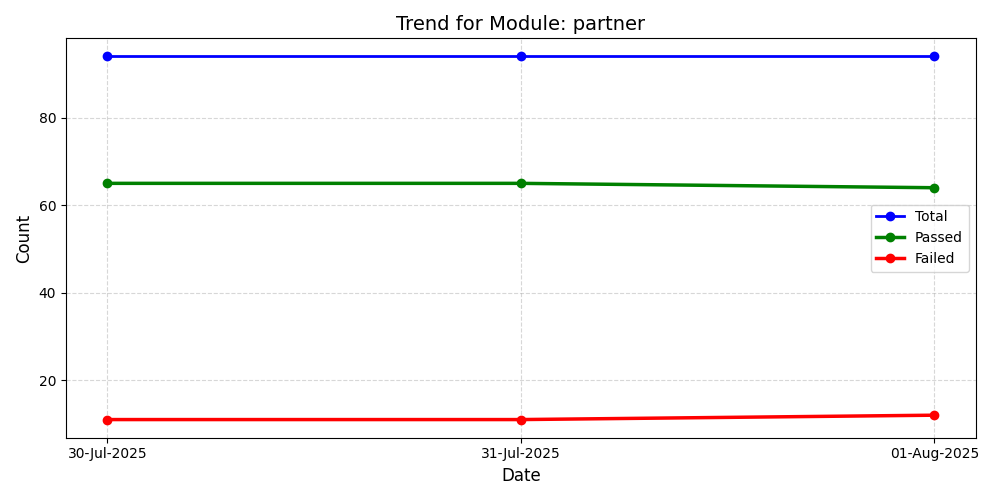 Trend for Module: partner
Count
80
60
40
20
Total
Passed
Failed
30-Jul-2025
31-Jul-2025
01-Aug-2025
Date